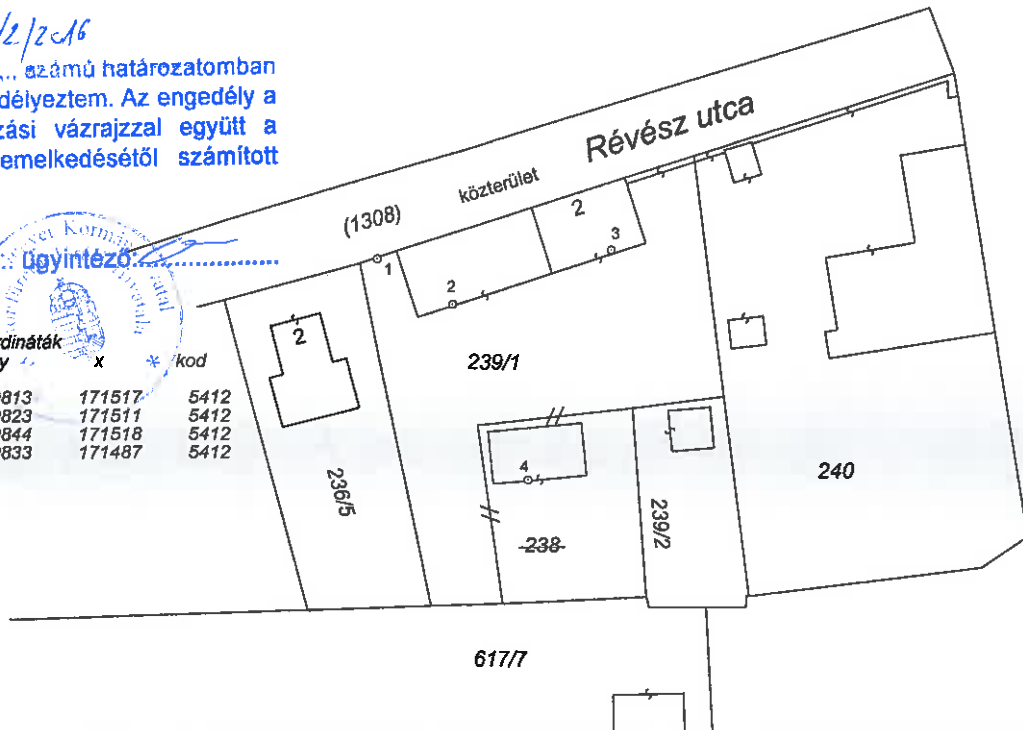 /2/2016
... számú határozatomban
délyeztem. Az engedély a
zási vázrajzzal együtt a
emelkedésétől számított
ügyintéző:
rdináták
y x kod
813 171517 5412
823 171511 5412
844 171518 5412
833 171487 5412
Révész utca
közterület
(1308)
1
2
2
3
2
239/1
236/5
4
238
239/2
240
617/7